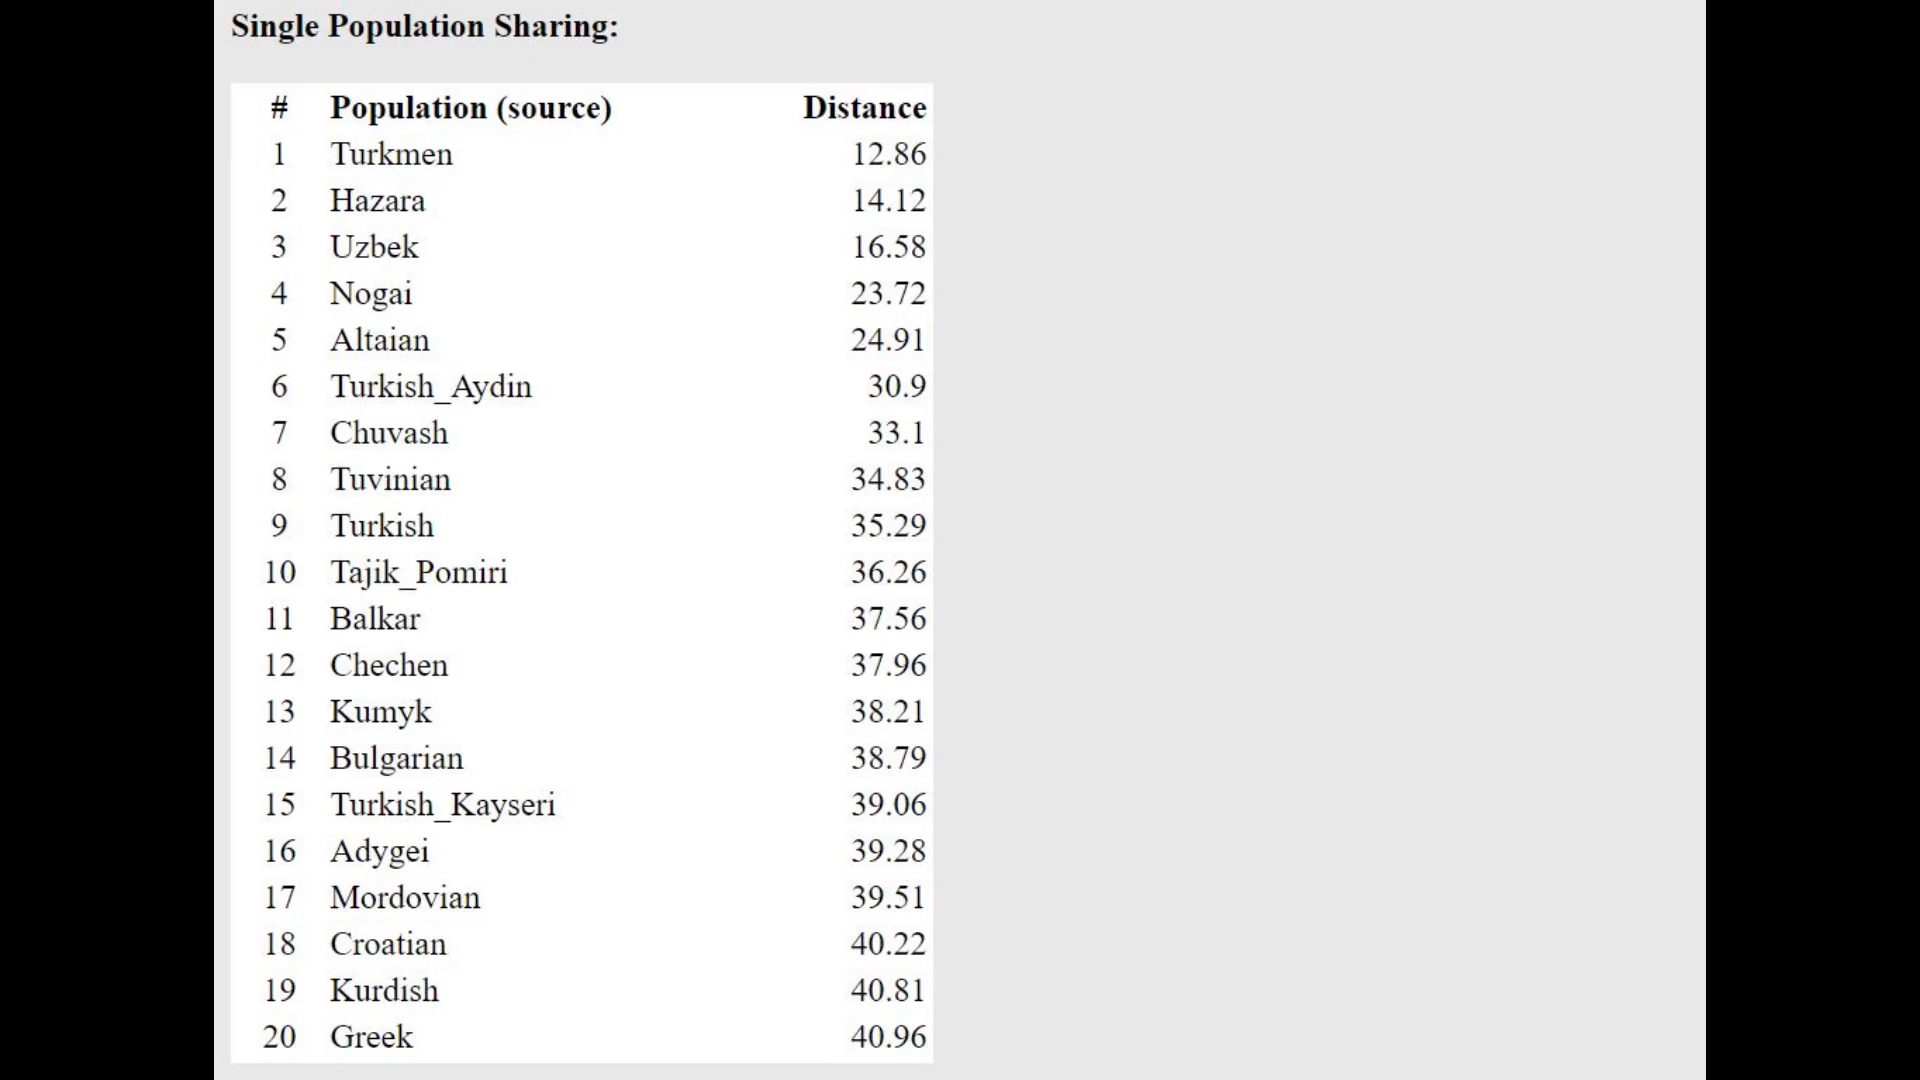 Single Population Sharing:
# Population (source) Distance
1 Turkmen 12.86
2 Hazara 14.12
3 Uzbek 16.58
4 Nogai 23.72
5 Altaian 24.91
6 Turkish_Aydin 30.9
7 Chuvash 33.1
8 Tuvinian 34.83
9 Turkish 35.29
10 Tajik_Pomiri 36.26
11 Balkar 37.56
12 Chechen 37.96
13 Kumyk 38.21
14 Bulgarian 38.79
15 Turkish_Kayseri 39.06
16 Adygei 39.28
17 Mordovian 39.51
18 Croatian 40.22
19 Kurdish 40.81
20 Greek 40.96